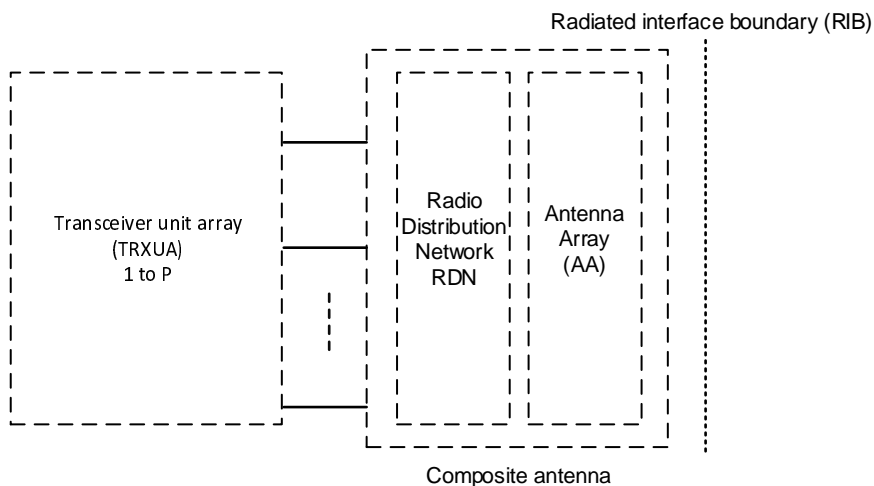 Radiated interface boundary (RIB)
Transceiver unit array
(TRXUA)
1 to P
Radio
Distribution
Network
RDN
Antenna
Array
(AA)
Composite antenna